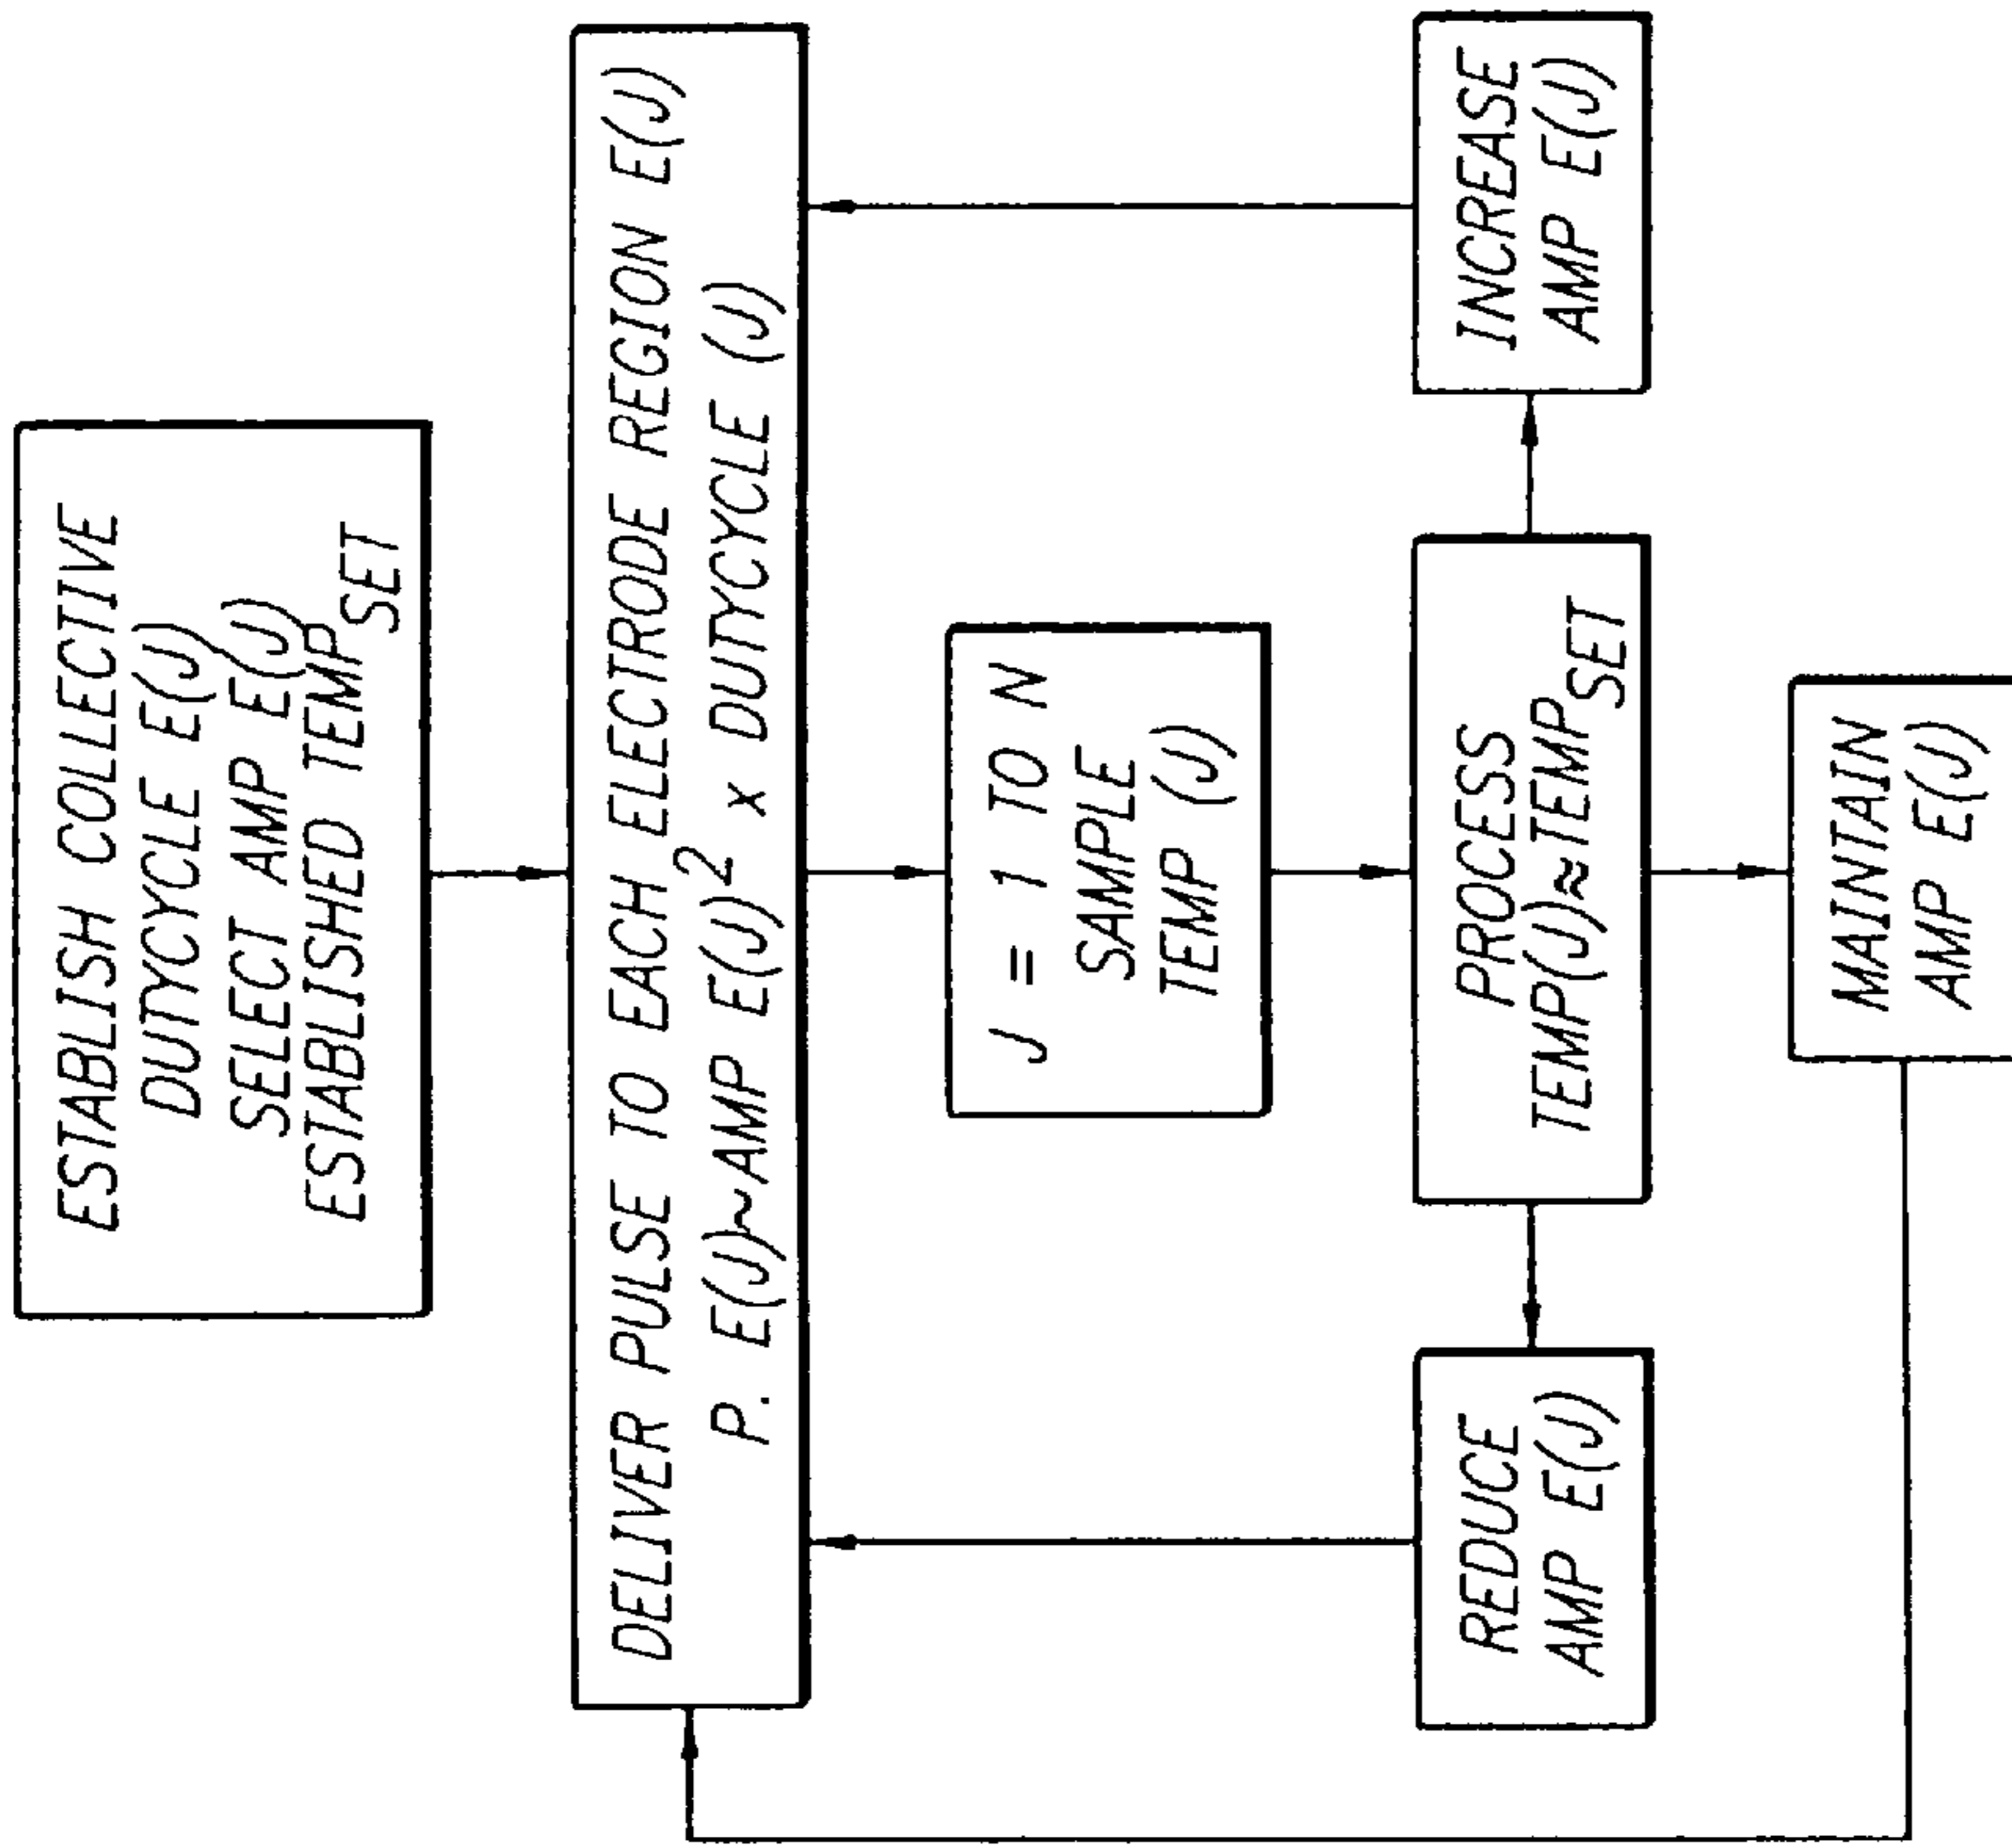 ESTABLISH COLLECTIVE
DUTYCYCLE E(J)
SELECT AMP E(J)
ESTABLISHED TEMP SET
DELIVER PULSE TO EACH ELECTRODE REGION E(J)
P. E(J)~AMP E(J)² x DUTYCYCLE (J)
J = 1 TO N
SAMPLE
TEMP (J)
PROCESS
TEMP(J)≈TEMP SET
REDUCE
AMP E(J)
INCREASE
AMP E(J)
MAINTAIN
AMP E(J)